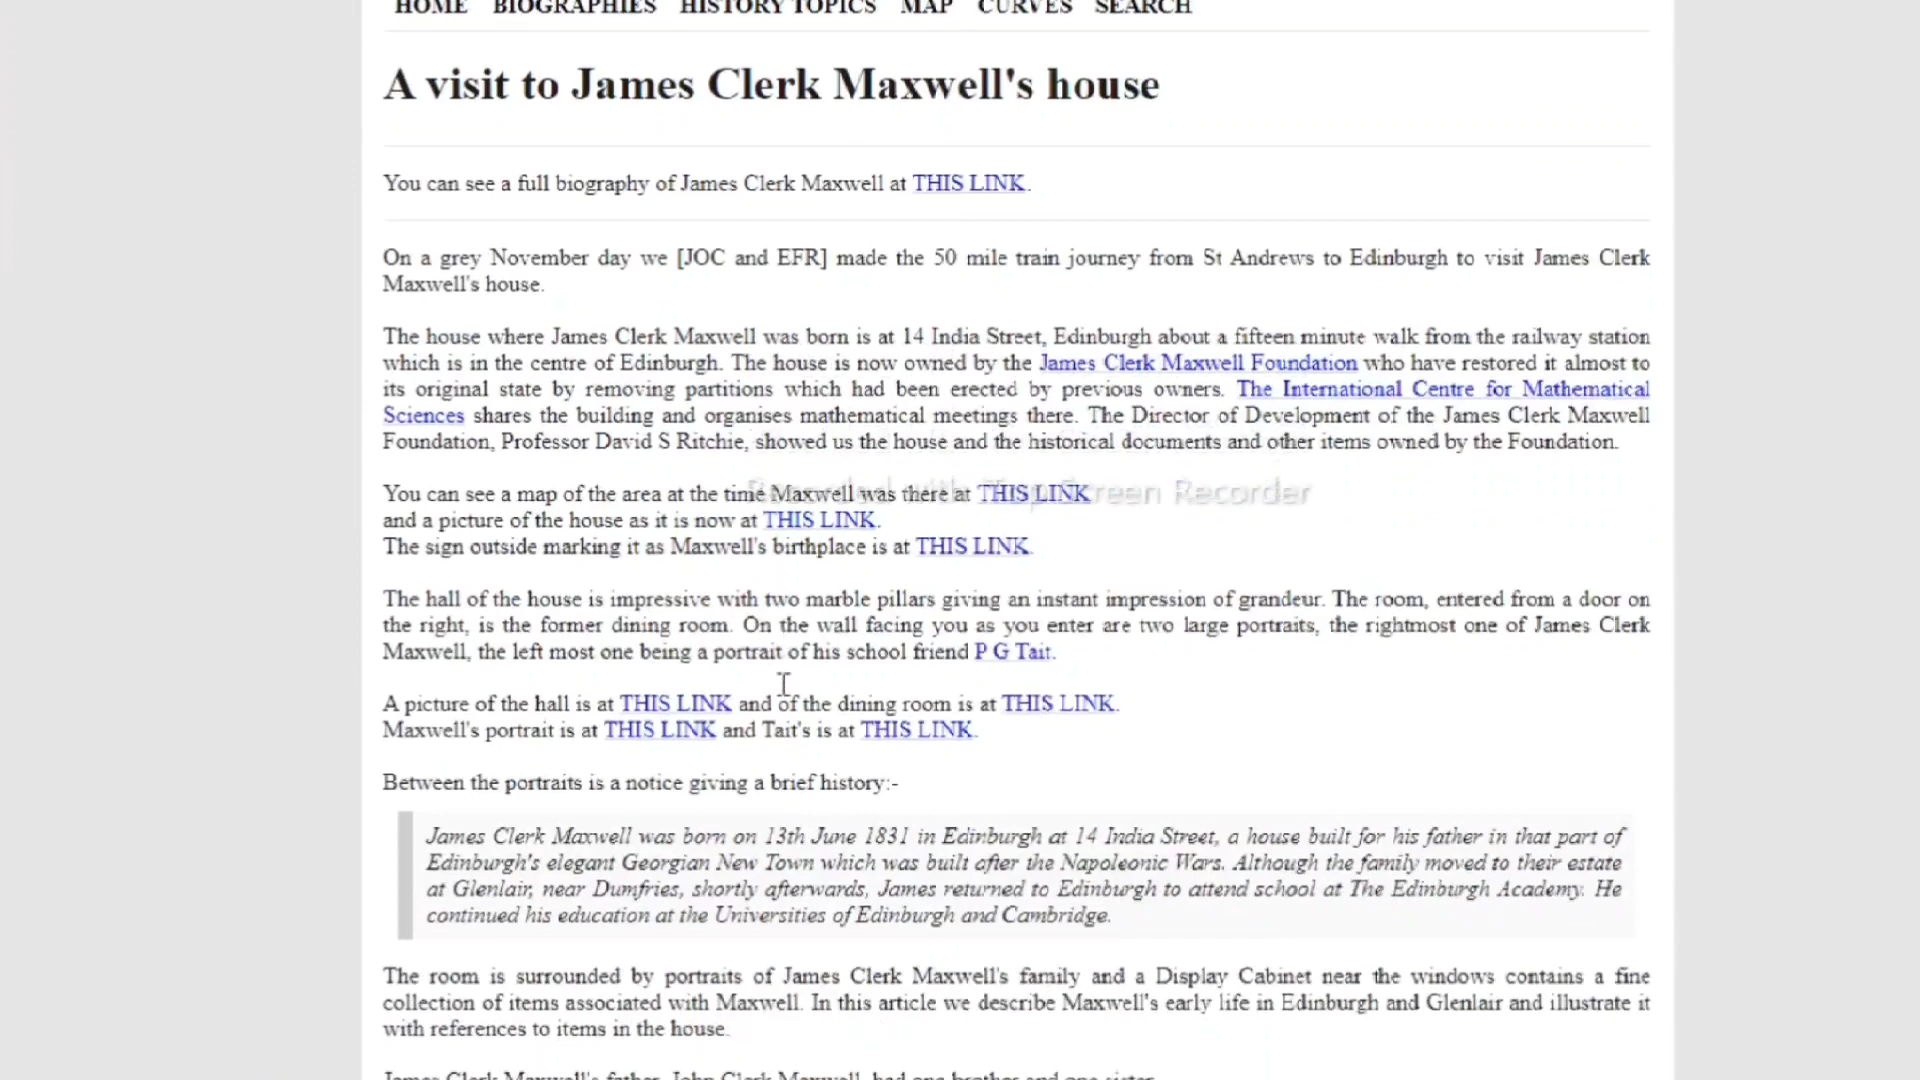 HOME BIOGRAPHIES HISTORY TOPICS MAP CURVES SEARCH
A visit to James Clerk Maxwell's house
You can see a full biography of James Clerk Maxwell at THIS LINK.
On a grey November day we [JOC and EFR] made the 50 mile train journey from St Andrews to Edinburgh to visit James Clerk
Maxwell's house.
The house where James Clerk Maxwell was born is at 14 India Street, Edinburgh about a fifteen minute walk from the railway station
which is in the centre of Edinburgh. The house is now owned by the James Clerk Maxwell Foundation who have restored it almost to
its original state by removing partitions which had been erected by previous owners. The International Centre for Mathematical
Sciences shares the building and organises mathematical meetings there. The Director of Development of the James Clerk Maxwell
Foundation, Professor David S Ritchie, showed us the house and the historical documents and other items owned by the Foundation.
You can see a map of the area at the time Maxwell was there at THIS LINK
Recorded with Top Screen Recorder
and a picture of the house as it is now at THIS LINK.
The sign outside marking it as Maxwell's birthplace is at THIS LINK.
The hall of the house is impressive with two marble pillars giving an instant impression of grandeur. The room, entered from a door on
the right, is the former dining room. On the wall facing you as you enter are two large portraits, the rightmost one of James Clerk
Maxwell, the left most one being a portrait of his school friend P G Tait.
A picture of the hall is at THIS LINK and of the dining room is at THIS LINK.
Maxwell's portrait is at THIS LINK and Tait's is at THIS LINK.
Between the portraits is a notice giving a brief history:-
James Clerk Maxwell was born on 13th June 1831 in Edinburgh at 14 India Street, a house built for his father in that part of
Edinburgh's elegant Georgian New Town which was built after the Napoleonic Wars. Although the family moved to their estate
at Glenlair, near Dumfries, shortly afterwards, James returned to Edinburgh to attend school at The Edinburgh Academy. He
continued his education at the Universities of Edinburgh and Cambridge.
The room is surrounded by portraits of James Clerk Maxwell's family and a Display Cabinet near the windows contains a fine
collection of items associated with Maxwell. In this article we describe Maxwell's early life in Edinburgh and Glenlair and illustrate it
with references to items in the house.
James Clerk Maxwell's father, John Clerk Maxwell, had one brother and one sister